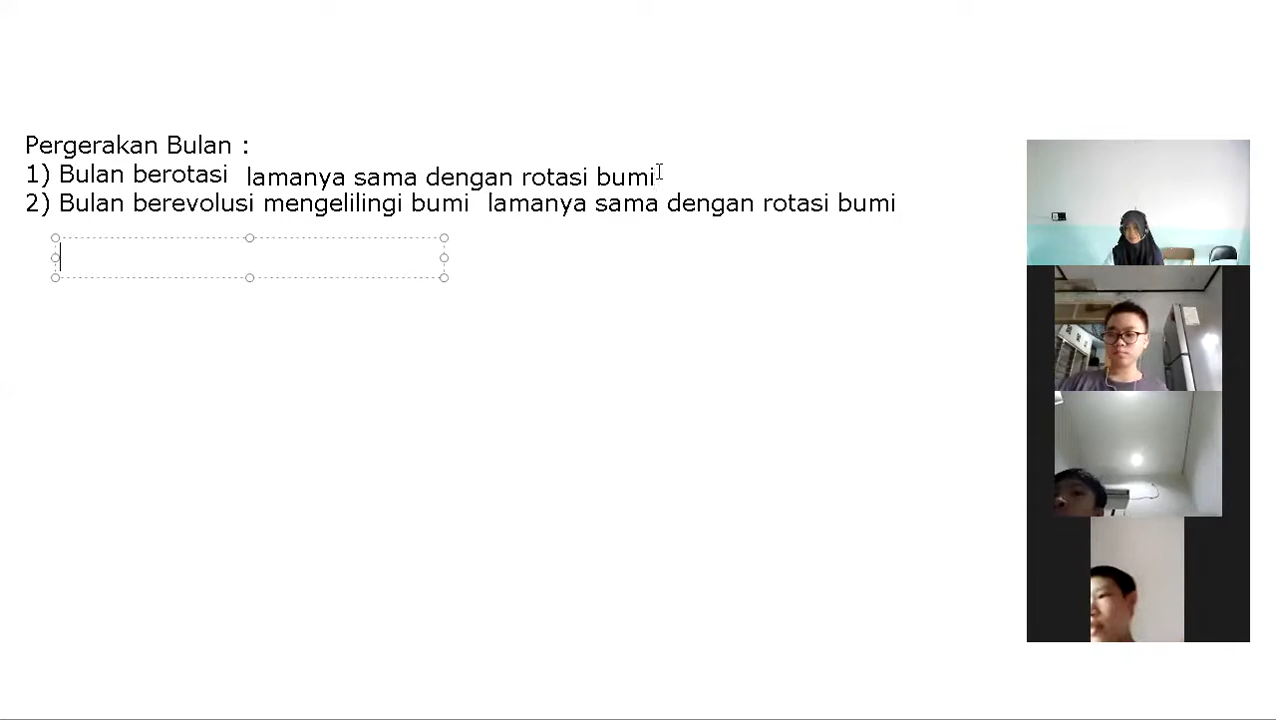 Pergerakan Bulan :
1) Bulan berotasi lamanya sama dengan rotasi bumi
2) Bulan berevolusi mengelilingi bumi lamanya sama dengan rotasi bumi